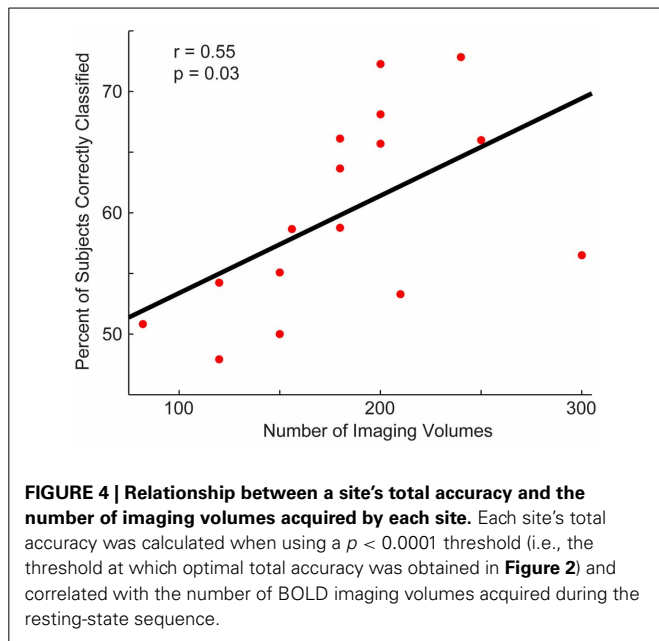 r = 0.55
p = 0.03
Percent of Subjects Correctly Classified
70
60
50
100 200 300
Number of Imaging Volumes
FIGURE 4 | Relationship between a site's total accuracy and the
number of imaging volumes acquired by each site. Each site's total
accuracy was calculated when using a p < 0.0001 threshold (i.e., the
threshold at which optimal total accuracy was obtained in Figure 2) and
correlated with the number of BOLD imaging volumes acquired during the
resting-state sequence.